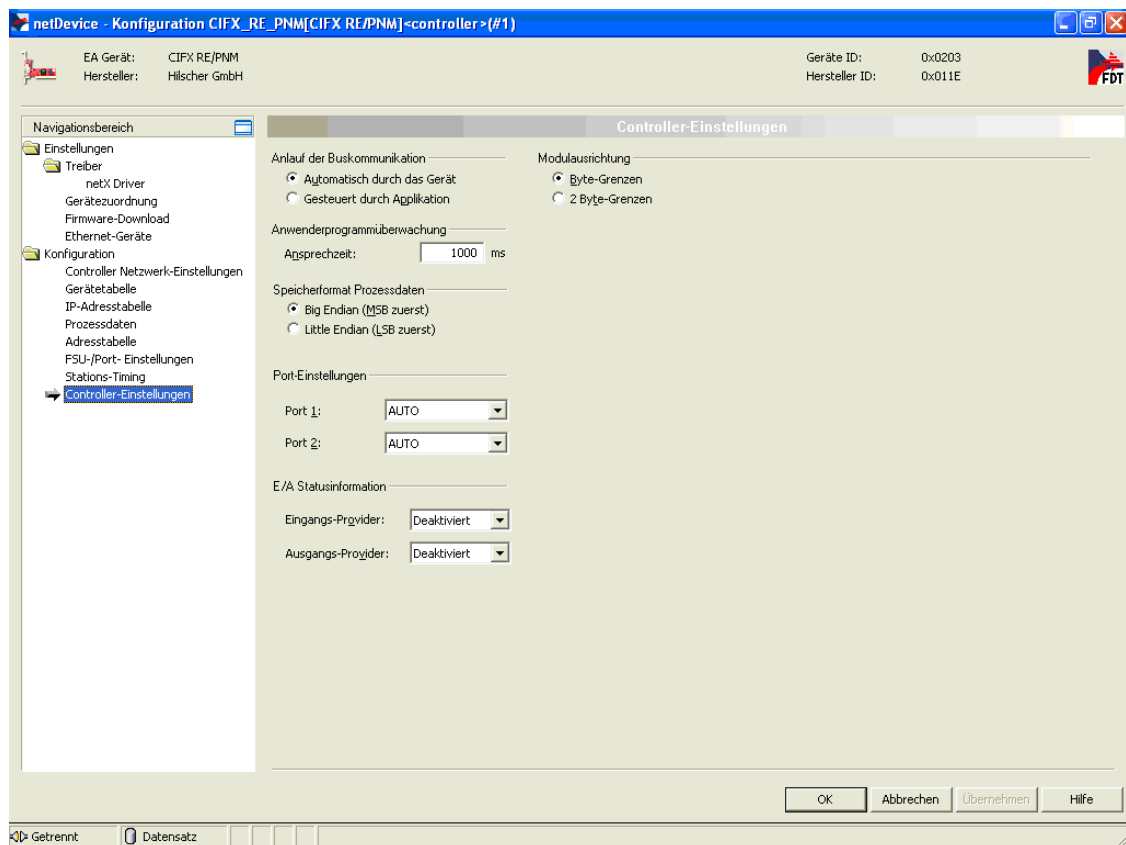 netDevice - Konfiguration CIFX_RE_PNM[CIFX RE/PNM]<controller>(#1)
EA Gerät: CIFX RE/PNM
Hersteller: Hilscher GmbH
Geräte ID: 0x0203
Hersteller ID: 0x011E
FDT
Navigationsbereich
Einstellungen
Treiber
netX Driver
Gerätezuordnung
Firmware-Download
Ethernet-Geräte
Konfiguration
Controller Netzwerk-Einstellungen
Gerätetabelle
IP-Adresstabelle
Prozessdaten
Adresstabelle
FSU-/Port- Einstellungen
Stations-Timing
Controller-Einstellungen
Controller-Einstellungen
Anlauf der Buskommunikation
Automatisch durch das Gerät
Gesteuert durch Applikation
Anwenderprogrammüberwachung
Ansprechzeit: 1000 ms
Speicherformat Prozessdaten
Big Endian (MSB zuerst)
Little Endian (LSB zuerst)
Port-Einstellungen
Port 1: AUTO
Port 2: AUTO
E/A Statusinformation
Eingangs-Provider: Deaktiviert
Ausgangs-Provider: Deaktiviert
Modulausrichtung
Byte-Grenzen
2 Byte-Grenzen
OK Abbrechen Übernehmen Hilfe
Getrennt Datensatz